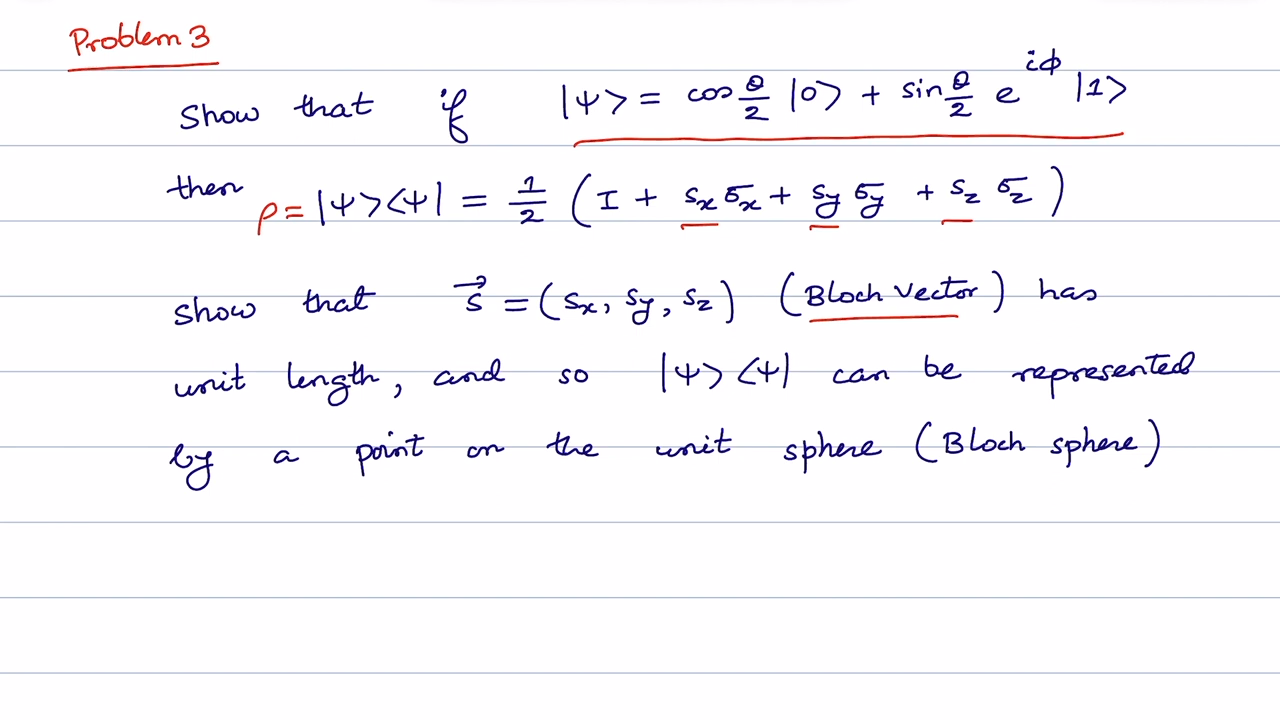 Problem 3
Show that if |ψ> = cos θ/2 |0> + sin θ/2 e^{iϕ} |1>
then ρ = |ψ><ψ| = 1/2 (I + s_x σ_x + s_y σ_y + s_z σ_z)
Show that s⃗ = (s_x, s_y, s_z) (Bloch vector) has
unit length, and so |ψ><ψ| can be represented
by a point on the unit sphere (Bloch sphere)